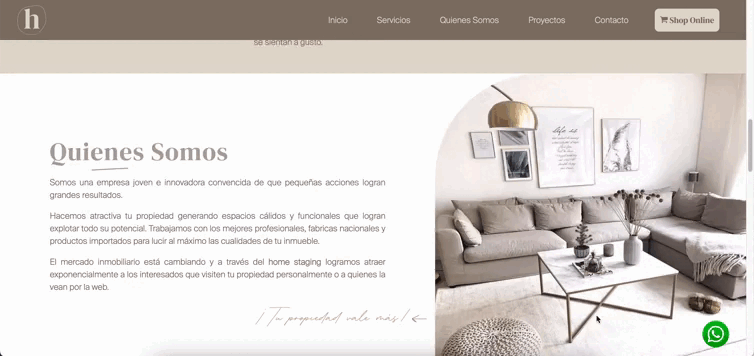 h
Inicio Servicios Quienes Somos Proyectos Contacto Shop Online
se sientan a gusto.
Quienes Somos
Somos una empresa joven e innovadora convencida de que pequeñas acciones logran
grandes resultados.
Hacemos atractiva tu propiedad generando espacios cálidos y funcionales que logran
explotar todo su potencial. Trabajamos con los mejores profesionales, fabricas nacionales y
productos importados para lucir al máximo las cualidades de tu inmueble.
El mercado inmobiliario está cambiando y a través del home staging logramos atraer
exponencialmente a los interesados que visiten tu propiedad personalmente o a quienes la
vean por la web.
¡Tu propiedad vale más!